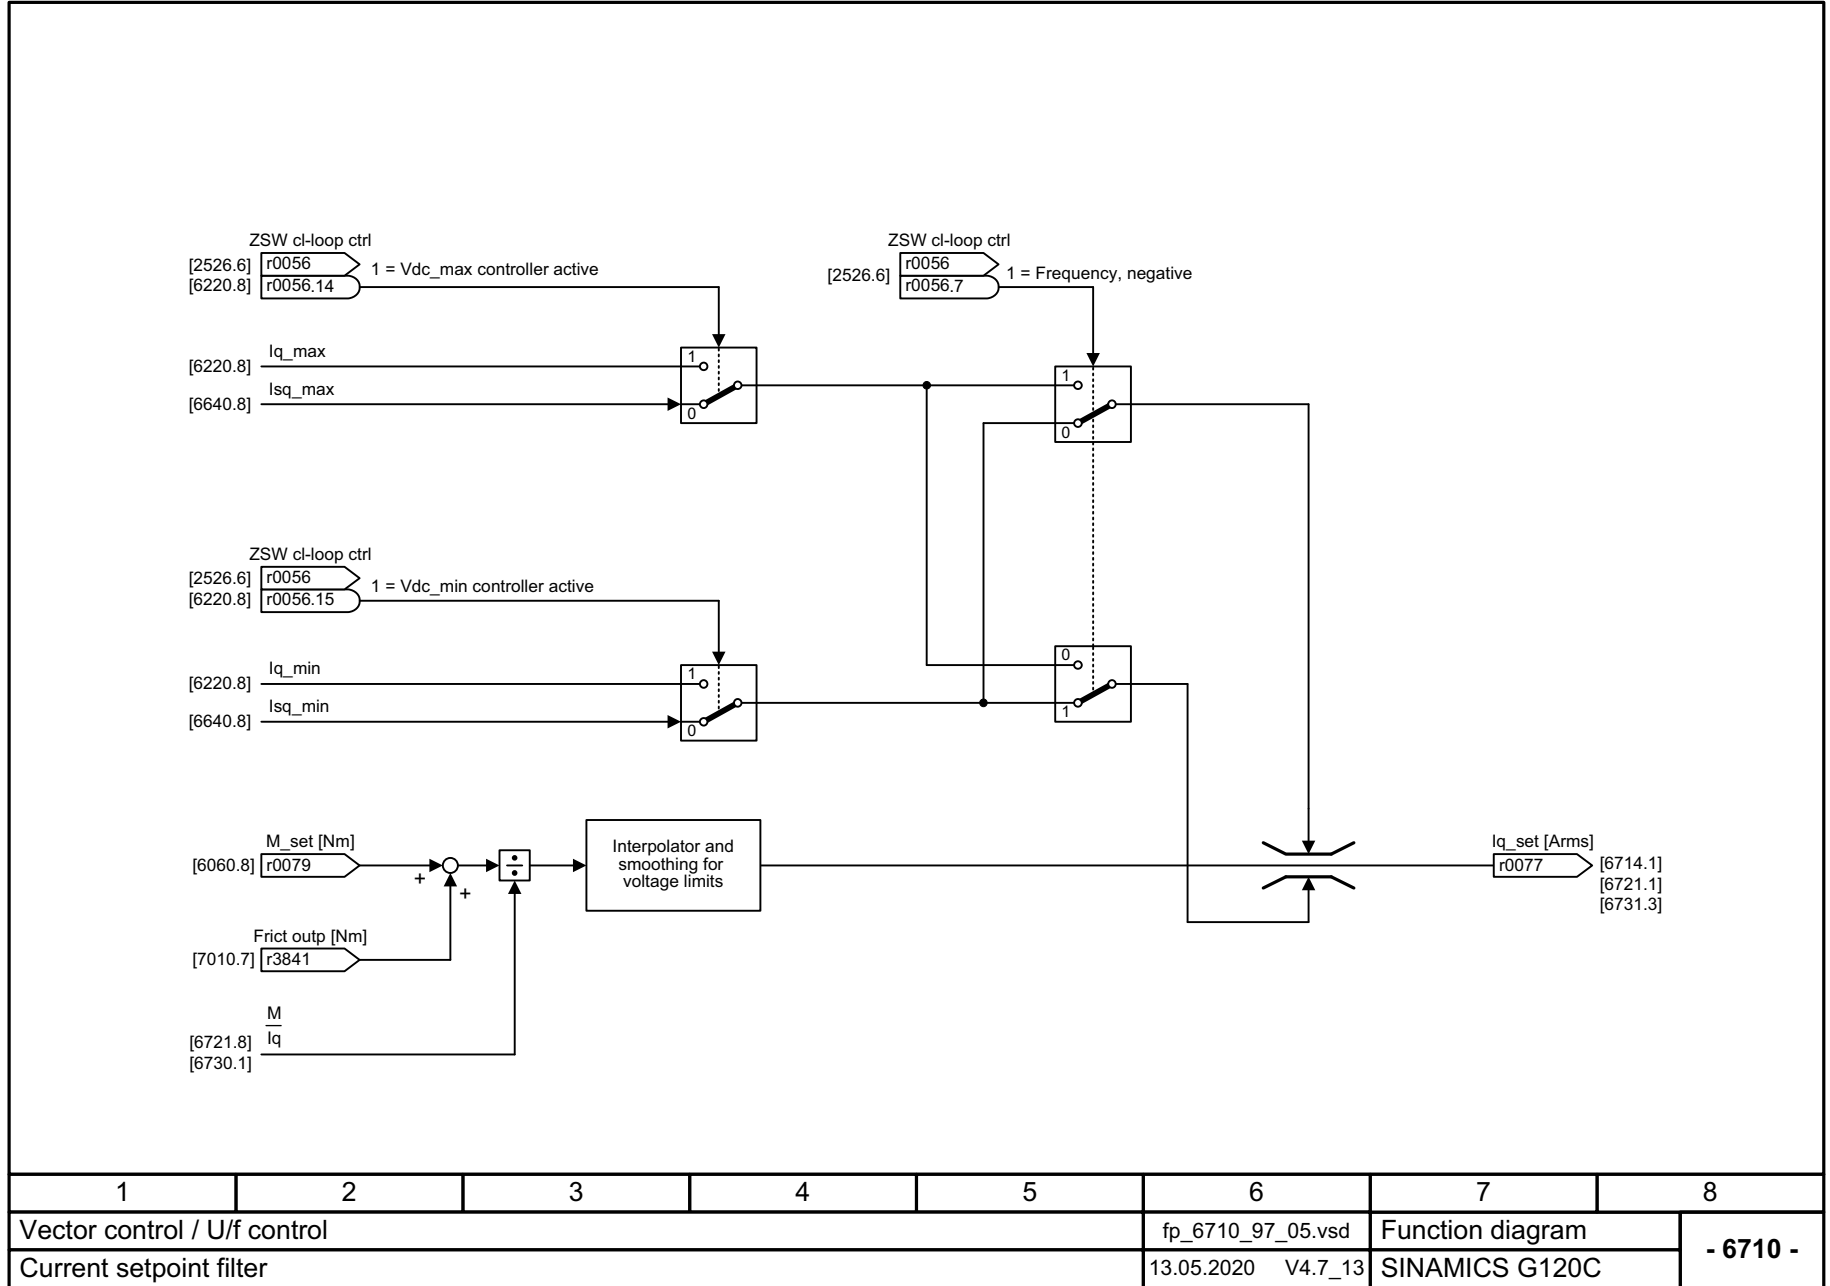 ZSW cl-loop ctrl
[2526.6] r0056
1 = Vdc_max controller active
[6220.8] r0056.14
ZSW cl-loop ctrl
r0056
[2526.6]
1 = Frequency, negative
r0056.7
Iq_max
[6220.8]
1
Isq_max
[6640.8]
0
1
0
ZSW cl-loop ctrl
[2526.6] r0056
1 = Vdc_min controller active
[6220.8] r0056.15
Iq_min
[6220.8]
1
Isq_min
[6640.8]
0
0
1
M_set [Nm]
[6060.8] r0079
+
+
÷
Interpolator and
smoothing for
voltage limits
Iq_set [Arms]
r0077 [6714.1]
[6721.1]
[6731.3]
Frict outp [Nm]
[7010.7] r3841
M
Iq
[6721.8]
[6730.1]
1 2 3 4 5 6 7 8
Vector control / U/f control fp_6710_97_05.vsd Function diagram
- 6710 -
Current setpoint filter 13.05.2020 V4.7_13 SINAMICS G120C